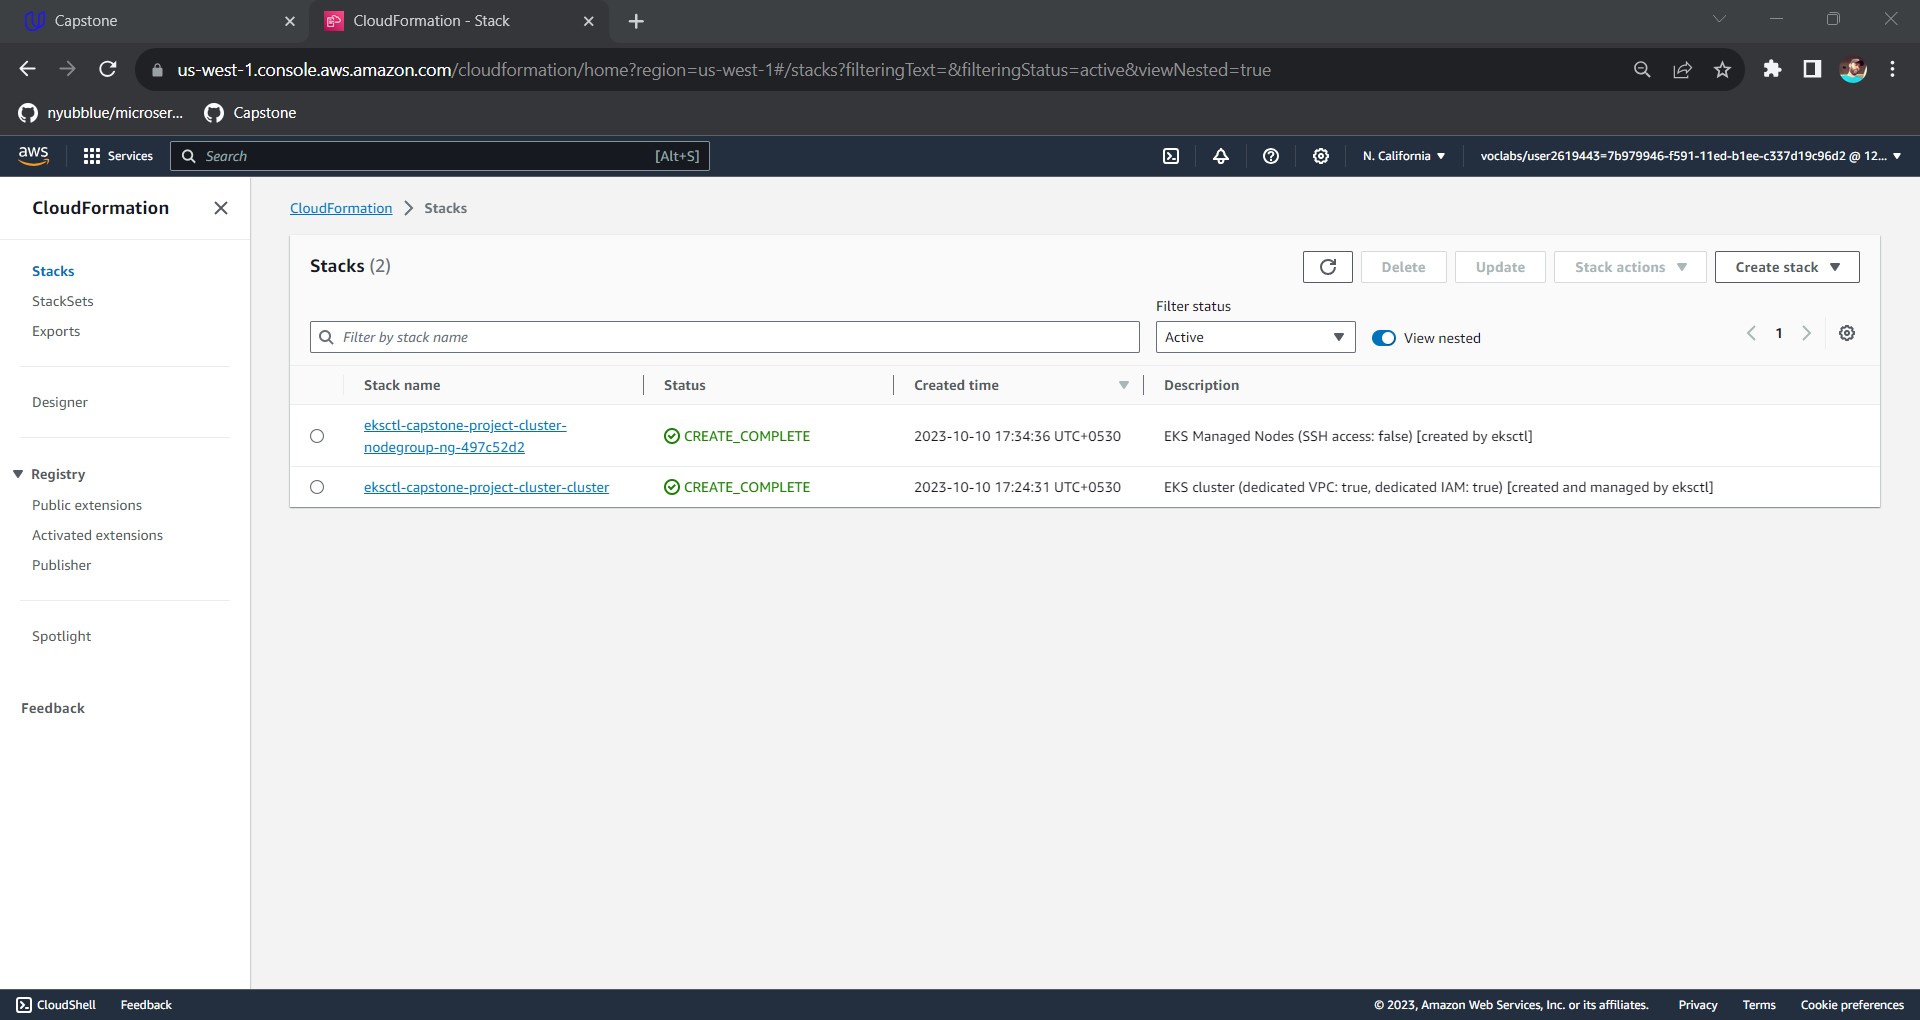 Capstone
CloudFormation - Stack
us-west-1.console.aws.amazon.com/cloudformation/home?region=us-west-1#/stacks?filteringText=&filteringStatus=active&viewNested=true
nyubblue/microser...
Capstone
aws
Services
Search
[Alt+S]
N. California
voclabs/user2619443=7b979946-f591-11ed-b1ee-c337d19c96d2 @ 12...
CloudFormation
Stacks
StackSets
Exports
Designer
Registry
Public extensions
Activated extensions
Publisher
Spotlight
Feedback
CloudFormation
Stacks
Stacks (2)
Delete
Update
Stack actions
Create stack
Filter status
Filter by stack name
Active
View nested
1
Stack name
Status
Created time
Description
eksctl-capstone-project-cluster-
nodegroup-ng-497c52d2
CREATE_COMPLETE
2023-10-10 17:34:36 UTC+0530
EKS Managed Nodes (SSH access: false) [created by eksctl]
eksctl-capstone-project-cluster-cluster
CREATE_COMPLETE
2023-10-10 17:24:31 UTC+0530
EKS cluster (dedicated VPC: true, dedicated IAM: true) [created and managed by eksctl]
CloudShell
Feedback
© 2023, Amazon Web Services, Inc. or its affiliates.
Privacy
Terms
Cookie preferences